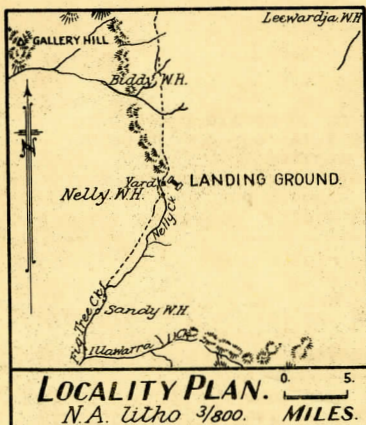 Leewardja W.H.
GALLERY HILL
Biddy W.H.
N
Yard
LANDING GROUND.
Nelly. W.H.
Nelly Ck
Fig Tree Ck
Sandy W.H.
Illawarra
LOCALITY PLAN.
0. 5.
N.A. litho 3/800. MILES.